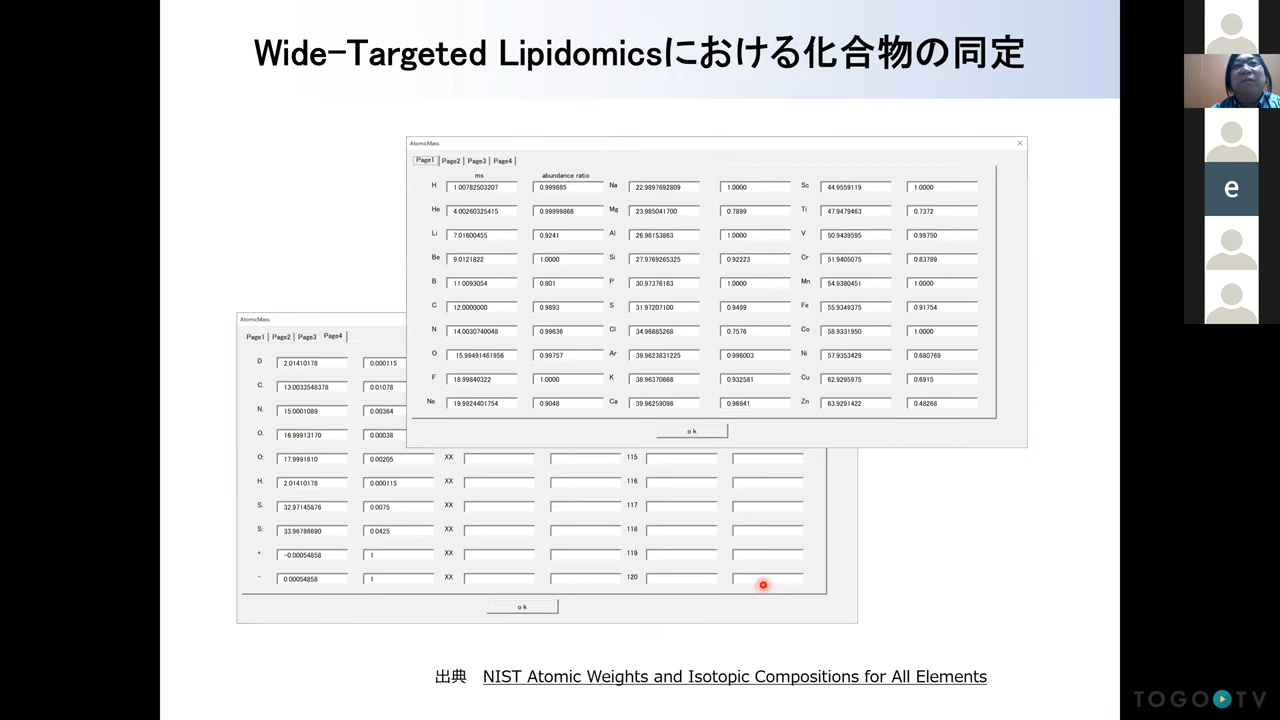 Wide-Targeted Lipidomicsにおける化合物の同定
AtomicMass
Page1 Page2 Page3 Page4
ms abundance ratio
H 1.00782503207 0.999885 Na 22.9897692809 1.0000 Sc 44.9559119 1.0000
He 4.00260325415 0.99999866 Mg 23.985041700 0.7899 Ti 47.9479463 0.7372
Li 7.01600455 0.9241 Al 26.98153863 1.0000 V 50.9439595 0.99750
Be 9.0121822 1.0000 Si 27.9769265325 0.92223 Cr 51.9405075 0.83789
B 11.0093054 0.801 P 30.97376163 1.0000 Mn 54.9380451 1.0000
C 12.0000000 0.9893 S 31.97207100 0.9499 Fe 55.9349375 0.91754
N 14.0030740048 0.99636 Cl 34.96885268 0.7576 Co 58.9331950 1.0000
O 15.99491461956 0.99757 Ar 39.9623831225 0.996003 Ni 57.9353429 0.680769
F 18.99840322 1.0000 K 38.96370668 0.932581 Cu 62.9295975 0.6915
Ne 19.9924401754 0.9048 Ca 39.96259098 0.96941 Zn 63.9291422 0.48268
ok
AtomicMass
Page1 Page2 Page3 Page4
D 2.01410178 0.000115
C. 13.0033548378 0.01078
N. 15.0001089 0.00364
O. 16.99913170 0.00038
O: 17.9991610 0.00205 XX 115
H. 2.01410178 0.000115 XX 116
S. 32.97145876 0.0075 XX 117
S: 33.96786690 0.0425 XX 118
+ -0.00054858 1 XX 119
- 0.00054858 1 XX 120
ok
出典 NIST Atomic Weights and Isotopic Compositions for All Elements
e
TOGO TV